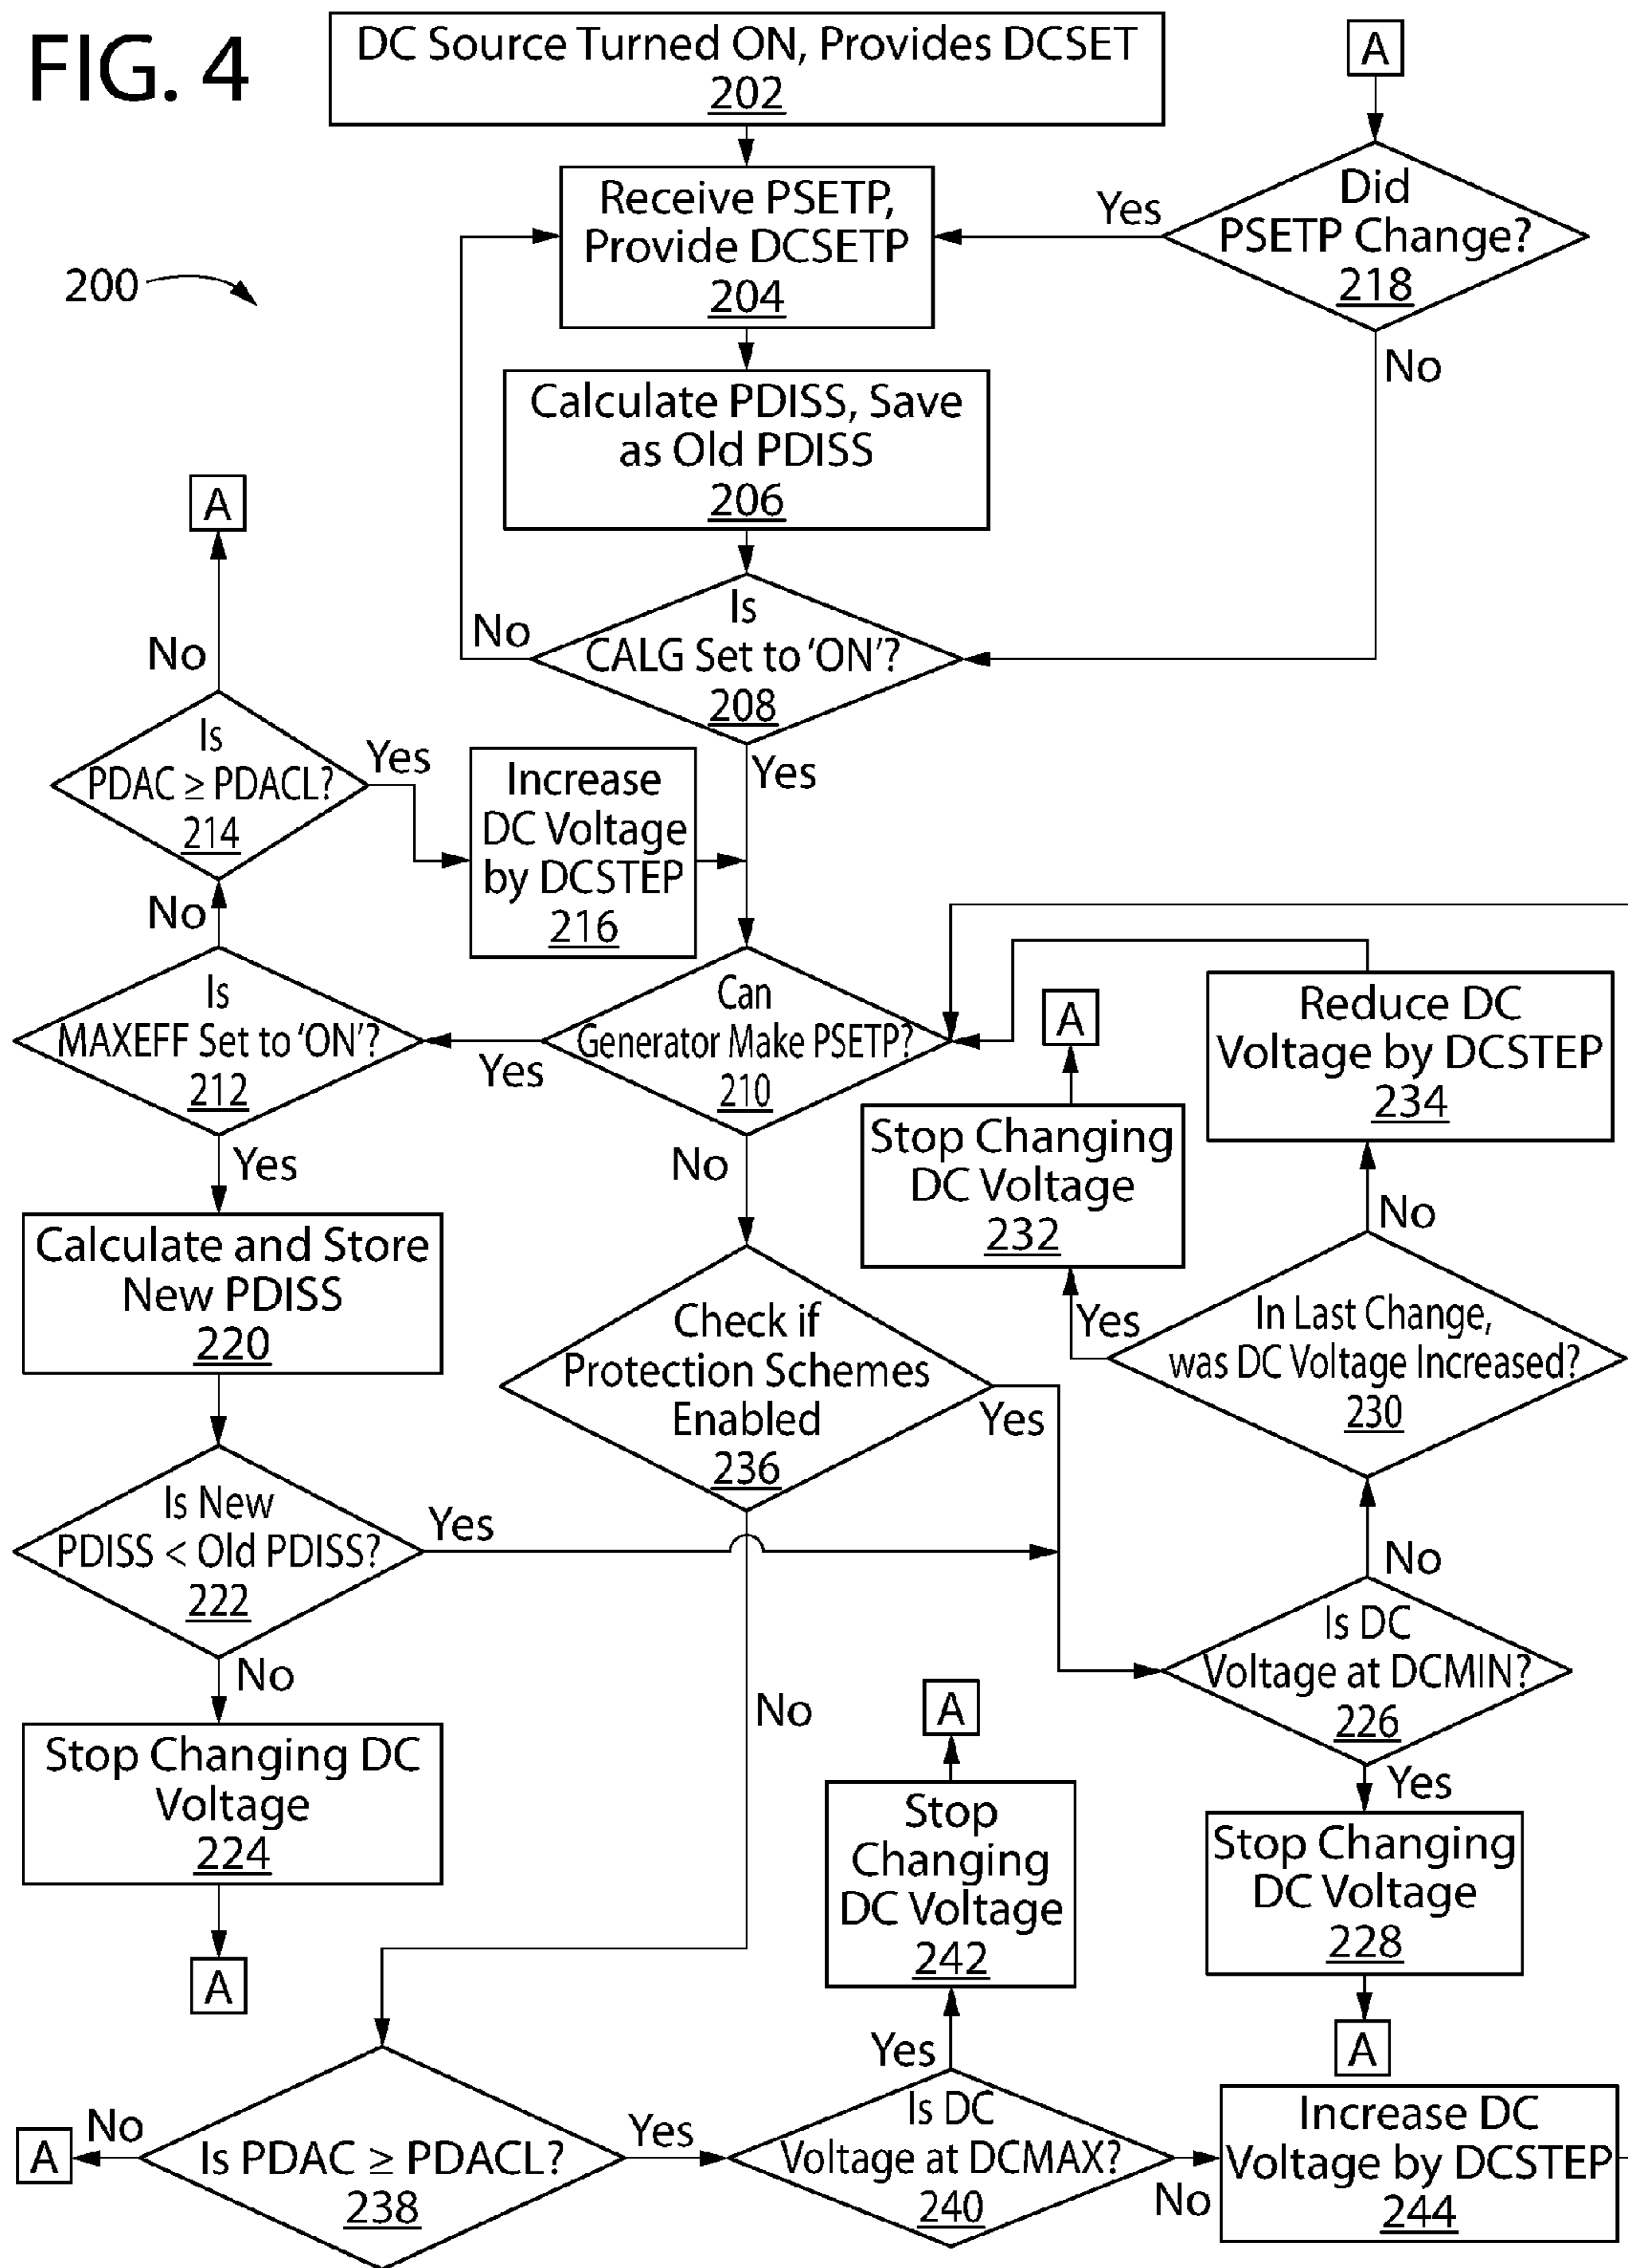 FIG. 4
DC Source Turned ON, Provides DCSET
202
A
Receive PSETP,
Provide DCSETP
204
Yes
Did
PSETP Change?
218
200
No
Calculate PDISS, Save
as Old PDISS
206
A
No
Is
CALG Set to ‘ON’?
208
No
Yes
Is
PDAC ≥ PDACL?
214
Yes
Increase
DC Voltage
by DCSTEP
216
No
Is
MAXEFF Set to ‘ON’?
212
Yes
Can
Generator Make PSETP?
210
A
Reduce DC
Voltage by DCSTEP
234
Yes
No
Stop Changing
DC Voltage
232
No
Calculate and Store
New PDISS
220
Check if
Protection Schemes
Enabled
236
Yes
Yes
In Last Change,
was DC Voltage Increased?
230
Is New
PDISS < Old PDISS?
222
Yes
No
Is DC
Voltage at DCMIN?
226
No
No
A
Yes
Stop Changing DC
Voltage
224
Stop
Changing
DC Voltage
242
Stop Changing
DC Voltage
228
A
Yes
A
A
No
Is PDAC ≥ PDACL?
238
Yes
Is DC
Voltage at DCMAX?
240
No
Increase DC
Voltage by DCSTEP
244